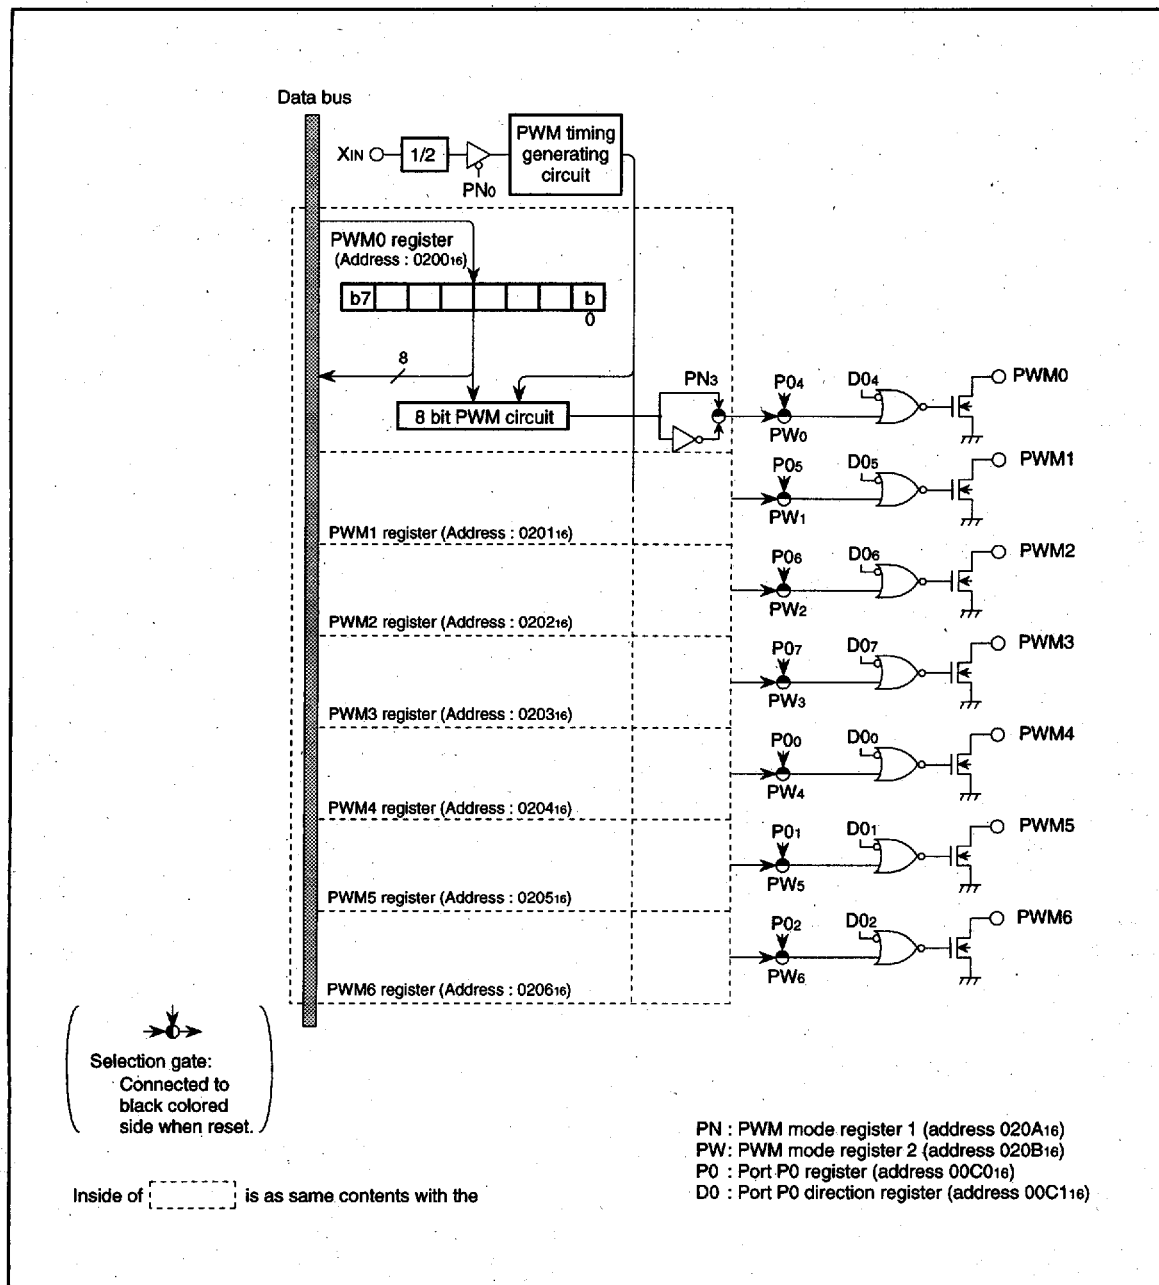 Data bus
XIN
1/2
PN0
PWM timing
generating
circuit
PWM0 register
(Address : 020016)
b7
b
0
8
8 bit PWM circuit
PN3
P04
PW0
D04
PWM0
P05
PW1
D05
PWM1
PWM1 register (Address : 020116)
P06
PW2
D06
PWM2
PWM2 register (Address : 020216)
P07
PW3
D07
PWM3
PWM3 register (Address : 020316)
P00
PW4
D00
PWM4
PWM4 register (Address : 020416)
P01
PW5
D01
PWM5
PWM5 register (Address : 020516)
P02
PW6
D02
PWM6
PWM6 register (Address : 020616)
Selection gate:
Connected to
black colored
side when reset.
PN : PWM mode register 1 (address 020A16)
PW: PWM mode register 2 (address 020B16)
P0 : Port P0 register (address 00C016)
D0 : Port P0 direction register (address 00C116)
Inside of is as same contents with the